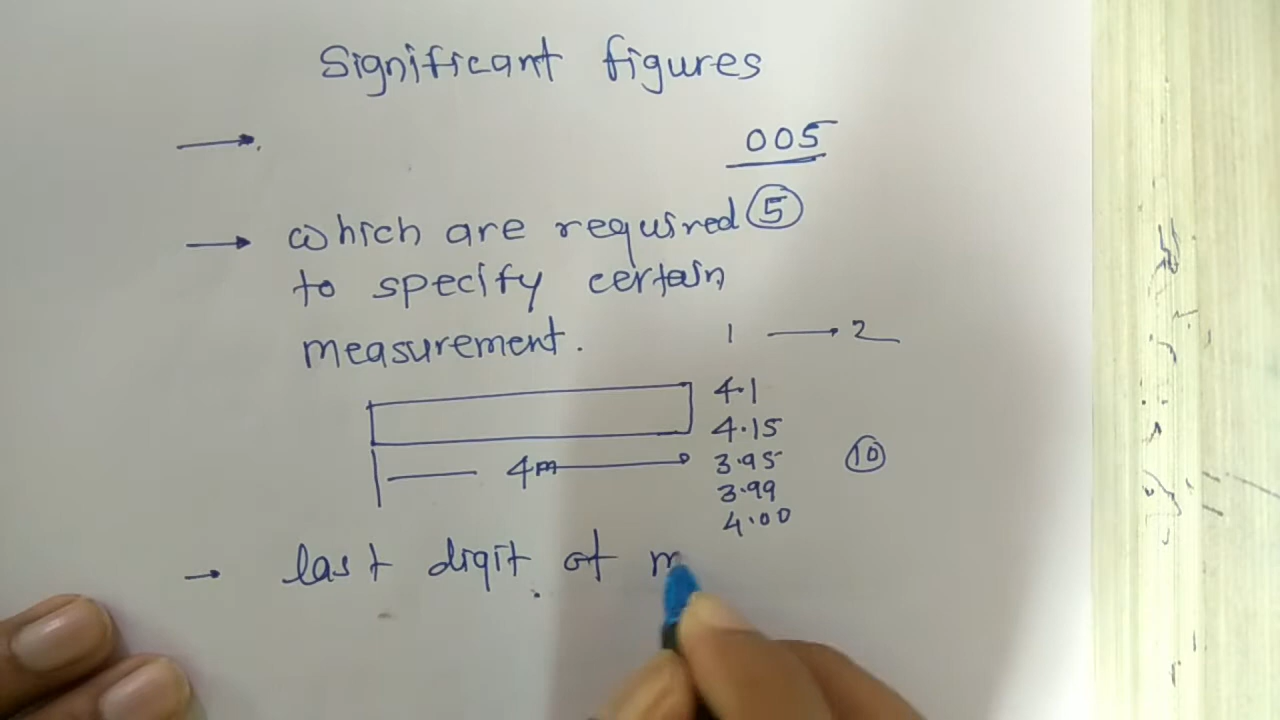 Significant figures
005
which are required 5
to specify certain
measurement.
1 → 2
4.1
4.15
3.95
10
4m
3.99
4.00
last digit of m